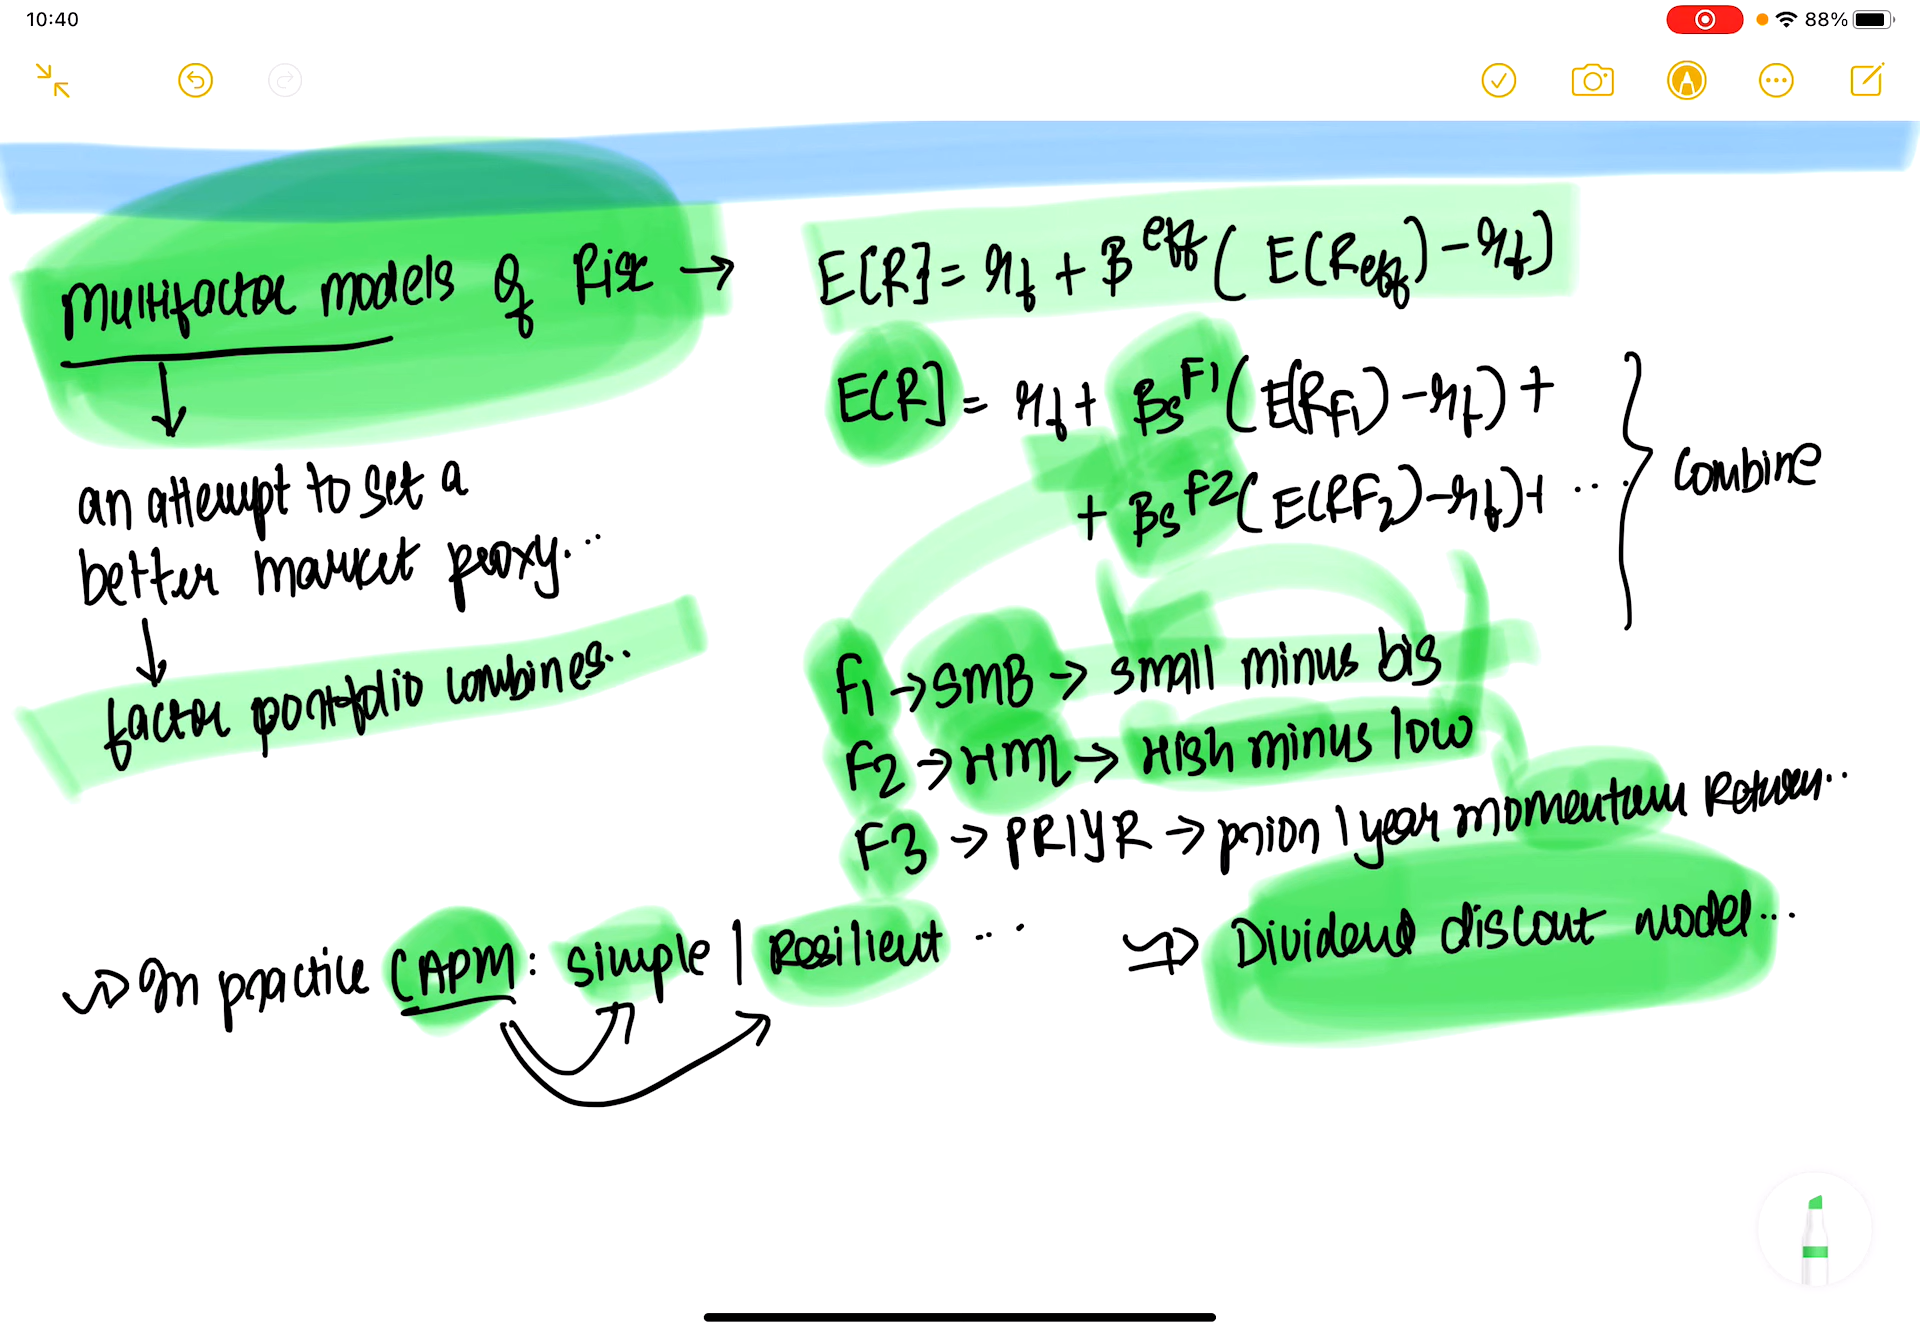 10:40
88%
Multifactor models of Risk → E[R] = rf + β^eff ( E(Reff) - rf)
E[R] = rf + βs^F1 (E(RF1) - rf) +
+ βs^F2 ( E(RF2) - rf) + ...
} Combine
↓
an attempt to set a
better market proxy...
↓
factor portfolio combines..
F1 → SMB → small minus big
F2 → HML → High minus low
F3 → PR1YR → prior 1 year momentum Return..
→ In practice CAPM : simple | Resilient ...
⇒ Dividend discout model...